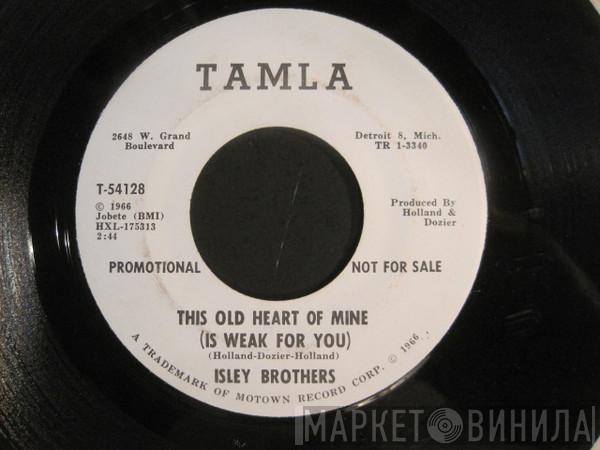 TAMLA
2648 W. Grand
Boulevard
Detroit 8, Mich.
TR 1-3340
T-54128
© 1966
Jobete (BMI)
HXL-175313
2:44
Produced By
Holland &
Dozier
PROMOTIONAL
NOT FOR SALE
THIS OLD HEART OF MINE
(IS WEAK FOR YOU)
(Holland-Dozier-Holland)
ISLEY BROTHERS
A TRADEMARK OF MOTOWN RECORD CORP. © 1966
МАРКЕТ ВИНИЛА